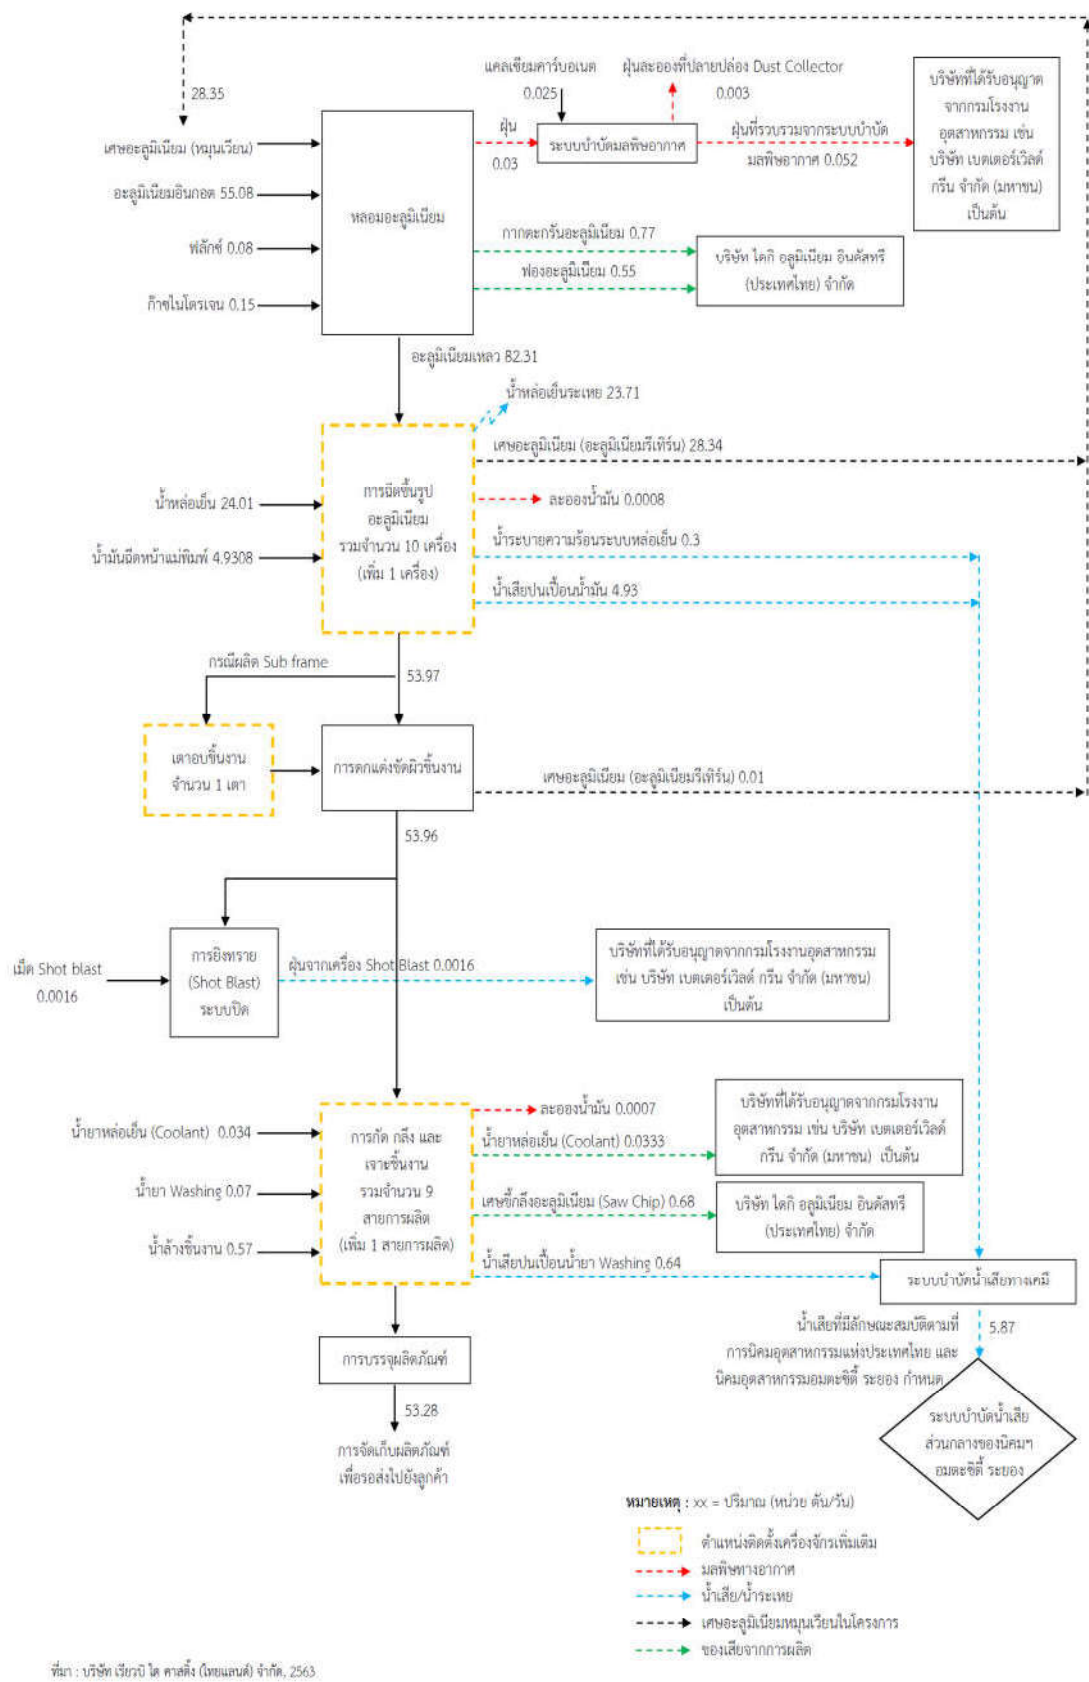 28.35
แคลเซียมคาร์บอเนต
0.025
ฝุ่นละอองที่ปลายปล่อง Dust Collector
0.003
บริษัทที่ได้รับอนุญาต
จากกรมโรงงาน
อุตสาหกรรม เช่น
บริษัท เบตเตอร์เวิลด์
กรีน จำกัด (มหาชน)
เป็นต้น
เศษอะลูมิเนียม (หมุนเวียน)
อะลูมิเนียมอินกอต 55.08
ฟลักซ์ 0.08
ก๊าซไนโตรเจน 0.15
หลอมอะลูมิเนียม
ฝุ่น
0.03
ระบบบำบัดมลพิษอากาศ
ฝุ่นที่รวบรวมจากระบบบำบัด
มลพิษอากาศ 0.052
กากตะกรันอะลูมิเนียม 0.77
ฟองอะลูมิเนียม 0.55
บริษัท ไดกิ อลูมิเนียม อินดัสทรี
(ประเทศไทย) จำกัด
อะลูมิเนียมเหลว 82.31
น้ำหล่อเย็นระเหย 23.71
เศษอะลูมิเนียม (อะลูมิเนียมรีเทิร์น) 28.34
น้ำหล่อเย็น 24.01
น้ำมันฉีดหน้าแม่พิมพ์ 4.9308
การฉีดขึ้นรูป
อะลูมิเนียม
รวมจำนวน 10 เครื่อง
(เพิ่ม 1 เครื่อง)
ละอองน้ำมัน 0.0008
น้ำระบายความร้อนระบบหล่อเย็น 0.3
น้ำเสียปนเปื้อนน้ำมัน 4.93
กรณีผลิต Sub frame
53.97
เตาอบชิ้นงาน
จำนวน 1 เตา
การตกแต่งขัดผิวชิ้นงาน
เศษอะลูมิเนียม (อะลูมิเนียมรีเทิร์น) 0.01
53.96
เม็ด Shot blast
0.0016
การยิงทราย
(Shot Blast)
ระบบปิด
ฝุ่นจากเครื่อง Shot Blast 0.0016
บริษัทที่ได้รับอนุญาตจากกรมโรงงานอุตสาหกรรม
เช่น บริษัท เบตเตอร์เวิลด์ กรีน จำกัด (มหาชน)
เป็นต้น
น้ำยาหล่อเย็น (Coolant) 0.034
น้ำยา Washing 0.07
น้ำล้างชิ้นงาน 0.57
การกัด กลึง และ
เจาะชิ้นงาน
รวมจำนวน 9
สายการผลิต
(เพิ่ม 1 สายการผลิต)
ละอองน้ำมัน 0.0007
น้ำยาหล่อเย็น (Coolant) 0.0333
เศษขี้กลึงอะลูมิเนียม (Saw Chip) 0.68
น้ำเสียปนเปื้อนน้ำยา Washing 0.64
บริษัทที่ได้รับอนุญาตจากกรมโรงงาน
อุตสาหกรรม เช่น บริษัท เบตเตอร์เวิลด์
กรีน จำกัด (มหาชน) เป็นต้น
บริษัท ไดกิ อลูมิเนียม อินดัสทรี
(ประเทศไทย) จำกัด
ระบบบำบัดน้ำเสียทางเคมี
น้ำเสียที่มีลักษณะสมบัติตามที่
การนิคมอุตสาหกรรมแห่งประเทศไทย และ
นิคมอุตสาหกรรมอมตะซิตี้ ระยอง กำหนด
5.87
การบรรจุผลิตภัณฑ์
53.28
การจัดเก็บผลิตภัณฑ์
เพื่อรอส่งไปยังลูกค้า
ระบบบำบัดน้ำเสีย
ส่วนกลางของนิคมฯ
อมตะซิตี้ ระยอง
หมายเหตุ : xx = ปริมาณ (หน่วย ตัน/วัน)
ตำแหน่งติดตั้งเครื่องจักรเพิ่มเติม
มลพิษทางอากาศ
น้ำเสีย/น้ำระเหย
เศษอะลูมิเนียมหมุนเวียนในโครงการ
ของเสียจากการผลิต
ที่มา : บริษัท เรียวบิ ได คาสติ้ง (ไทยแลนด์) จำกัด, 2563